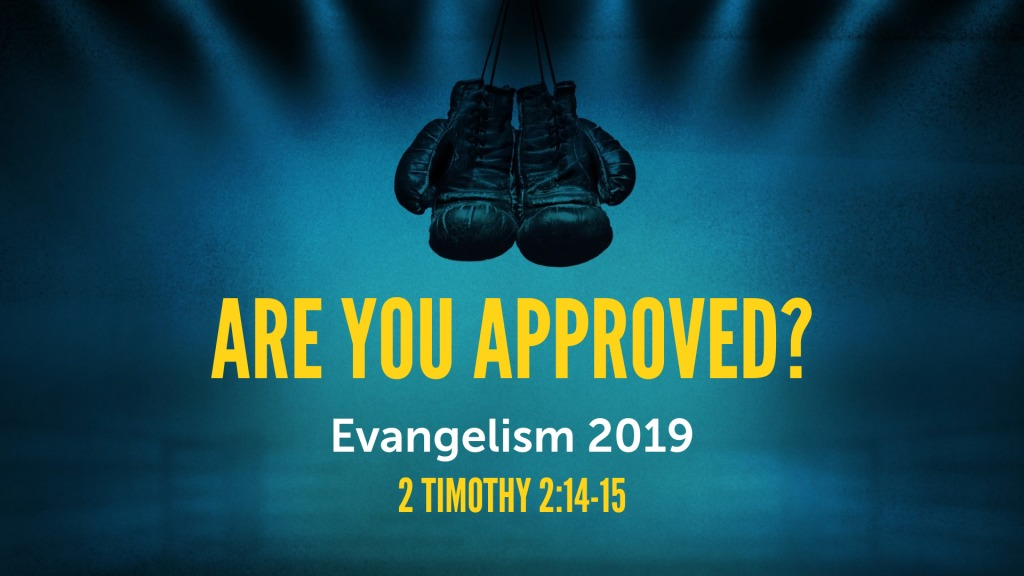 ARE YOU APPROVED?
Evangelism 2019
2 TIMOTHY 2:14-15